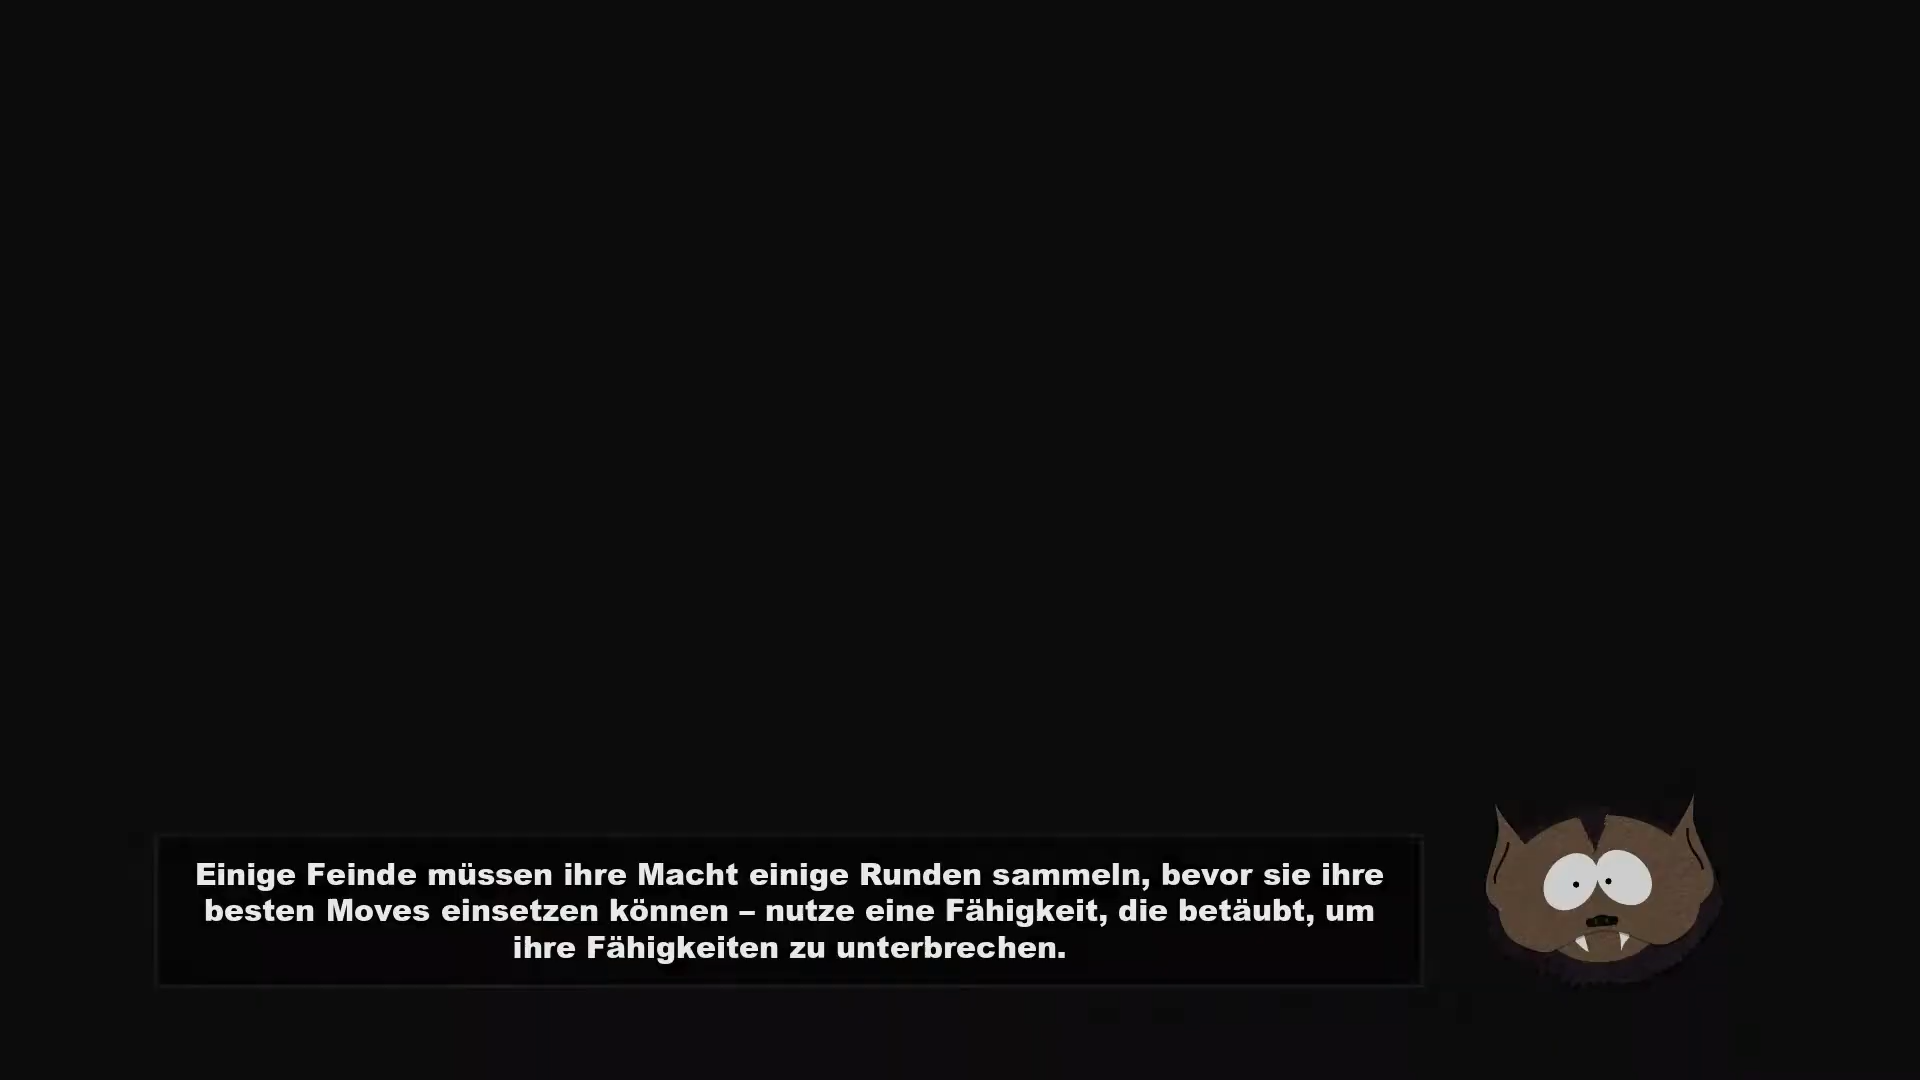 Einige Feinde müssen ihre Macht einige Runden sammeln, bevor sie ihre
besten Moves einsetzen können – nutze eine Fähigkeit, die betäubt, um
ihre Fähigkeiten zu unterbrechen.